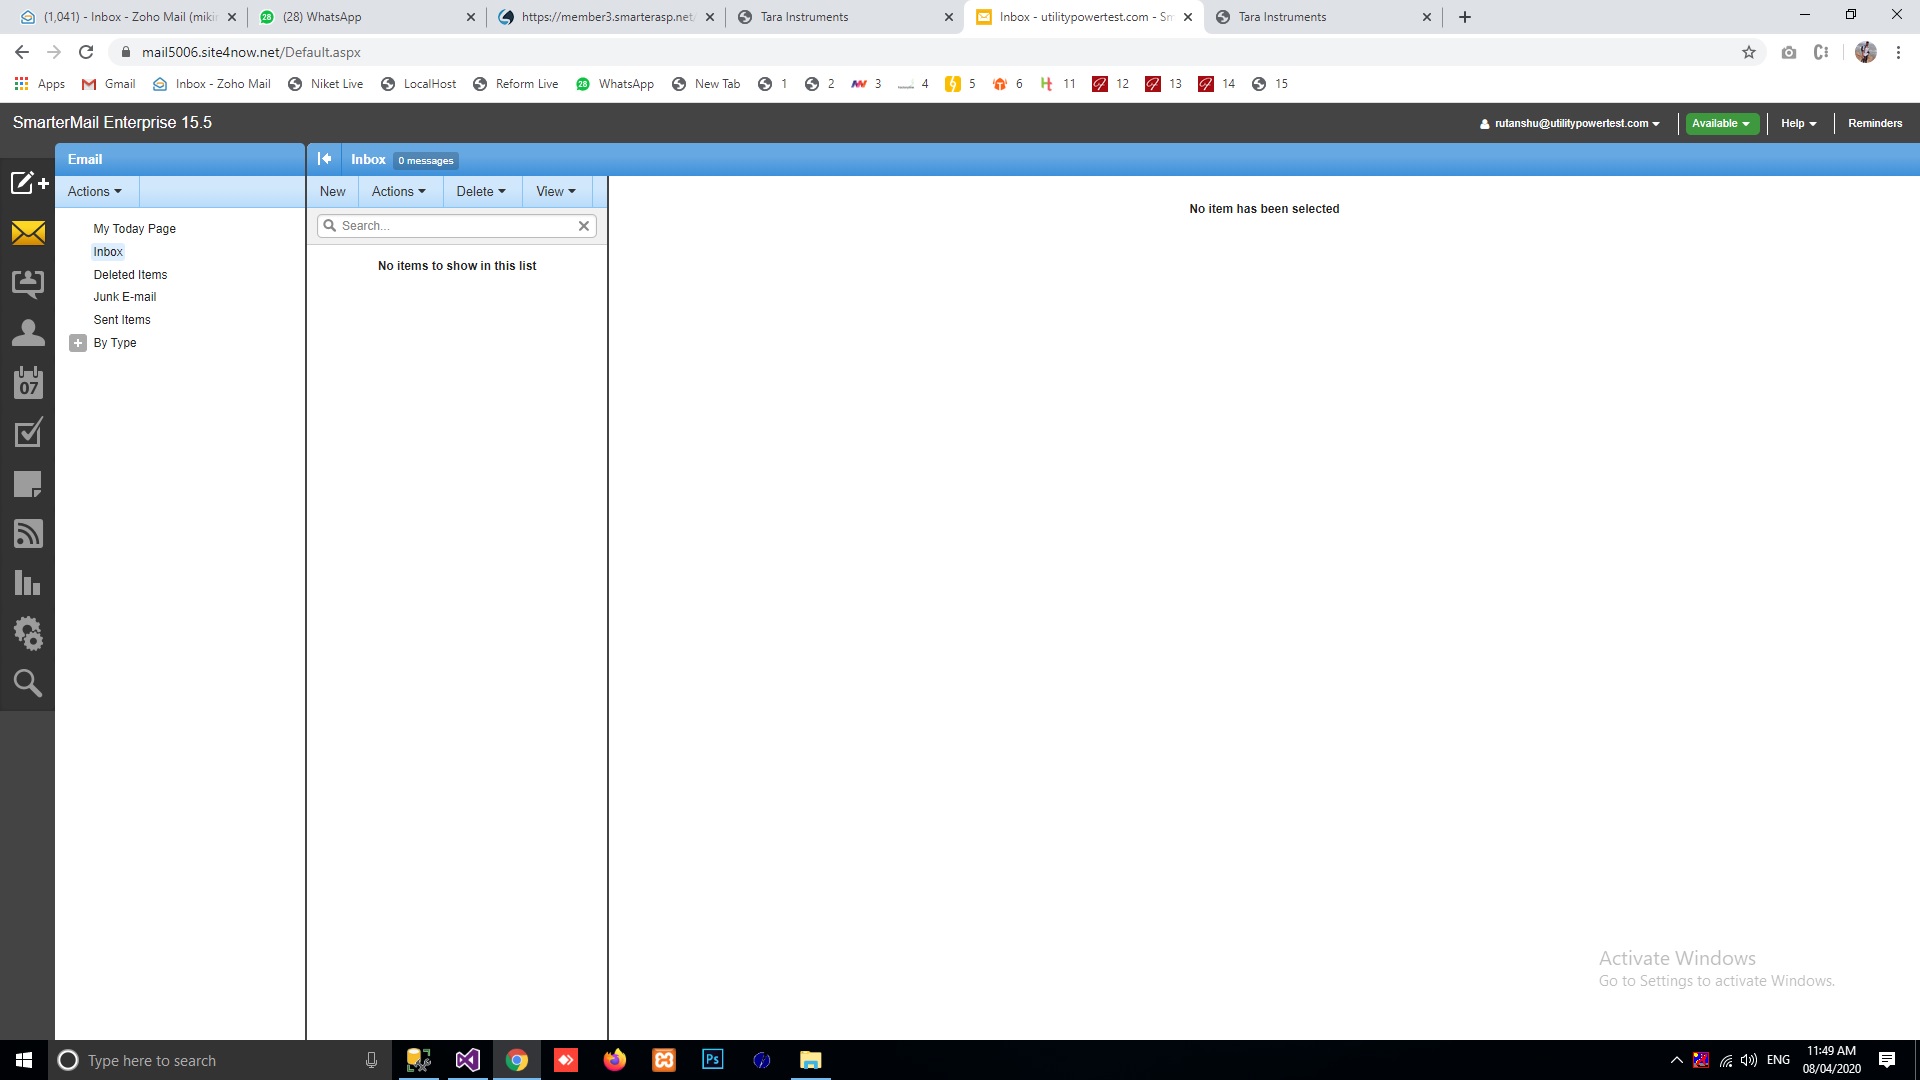 (1,041) - Inbox - Zoho Mail (miki
(28) WhatsApp
https://member3.smarterasp.net/
Tara Instruments
Inbox - utilitypowertest.com - Sm
Tara Instruments
mail5006.site4now.net/Default.aspx
Apps
Gmail
Inbox - Zoho Mail
Niket Live
LocalHost
Reform Live
28
WhatsApp
New Tab
1
2
3
4
5
6
11
12
13
14
15
SmarterMail Enterprise 15.5
rutanshu@utilitypowertest.com
Available
Help
Reminders
Email
Inbox
0 messages
Actions
New
Actions
Delete
View
Search...
No items to show in this list
No item has been selected
My Today Page
Inbox
Deleted Items
Junk E-mail
Sent Items
By Type
07
Activate Windows
Go to Settings to activate Windows.
Type here to search
Ps
ENG
11:49 AM
08/04/2020